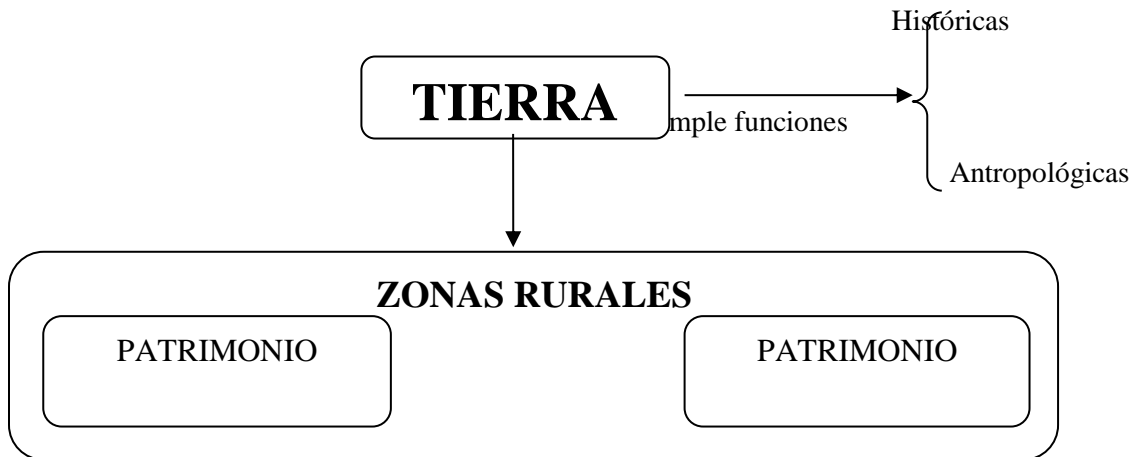 Históricas
TIERRA
mple funciones
Antropológicas
ZONAS RURALES
PATRIMONIO
PATRIMONIO